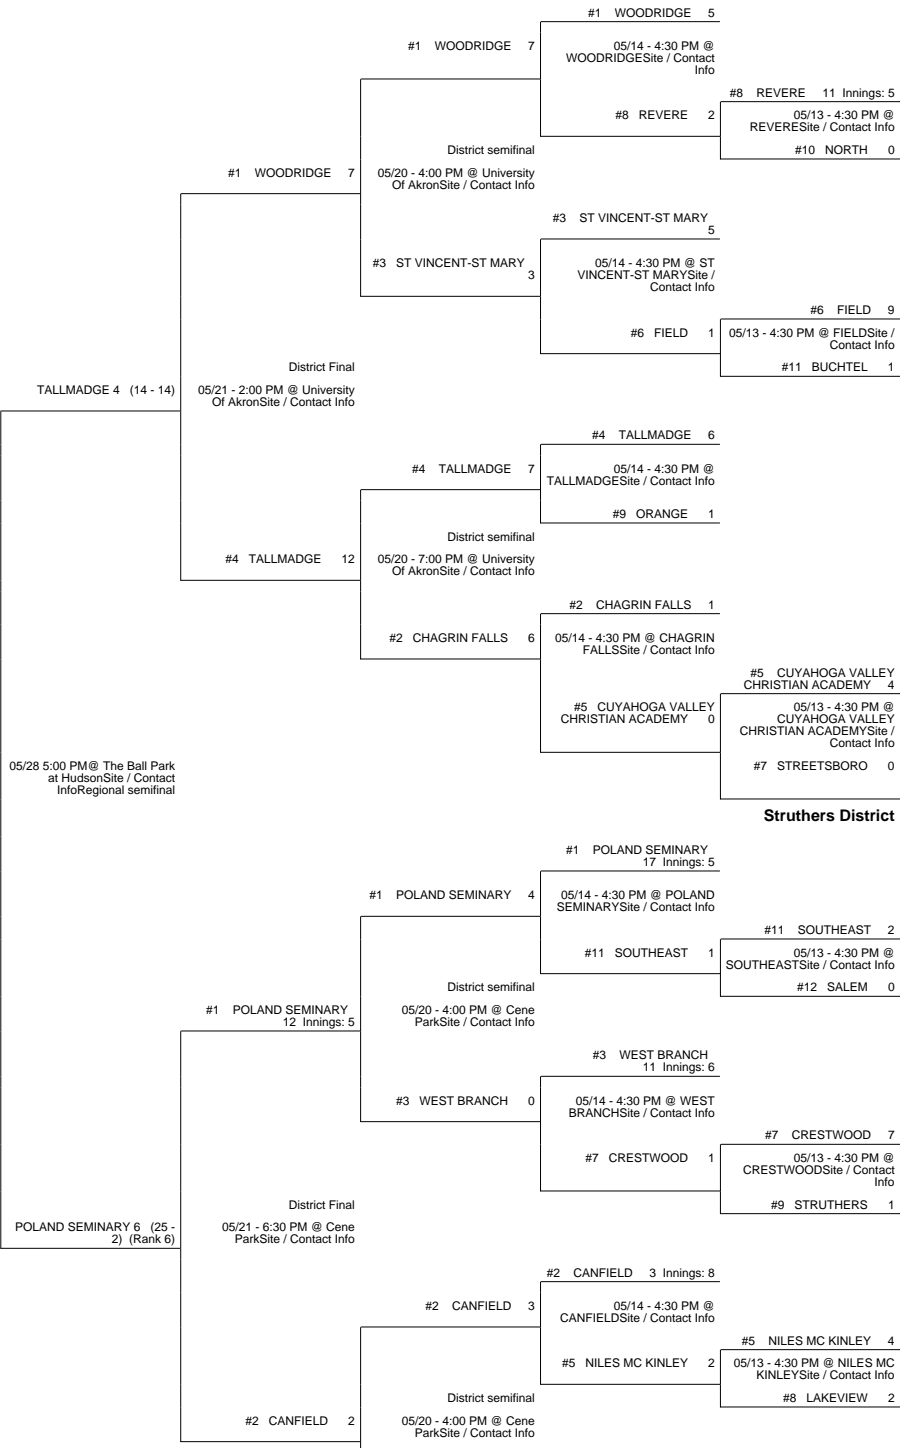 #1 WOODRIDGE 5
#1 WOODRIDGE 7
05/14 - 4:30 PM @
WOODRIDGESite / Contact
Info
#8 REVERE 11 Innings: 5
#8 REVERE 2
05/13 - 4:30 PM @
REVERESite / Contact Info
#10 NORTH 0
District semifinal
#1 WOODRIDGE 7
05/20 - 4:00 PM @ University
Of AkronSite / Contact Info
#3 ST VINCENT-ST MARY
5
#3 ST VINCENT-ST MARY
3
05/14 - 4:30 PM @ ST
VINCENT-ST MARYSite /
Contact Info
#6 FIELD 9
#6 FIELD 1
05/13 - 4:30 PM @ FIELDSite /
Contact Info
#11 BUCHTEL 1
District Final
TALLMADGE 4 (14 - 14)
05/21 - 2:00 PM @ University
Of AkronSite / Contact Info
#4 TALLMADGE 6
#4 TALLMADGE 7
05/14 - 4:30 PM @
TALLMADGESite / Contact Info
#9 ORANGE 1
District semifinal
#4 TALLMADGE 12
05/20 - 7:00 PM @ University
Of AkronSite / Contact Info
#2 CHAGRIN FALLS 1
#2 CHAGRIN FALLS 6
05/14 - 4:30 PM @ CHAGRIN
FALLSSite / Contact Info
#5 CUYAHOGA VALLEY
CHRISTIAN ACADEMY 4
#5 CUYAHOGA VALLEY
CHRISTIAN ACADEMY 0
05/13 - 4:30 PM @
CUYAHOGA VALLEY
CHRISTIAN ACADEMYSite /
Contact Info
#7 STREETSBORO 0
05/28 5:00 PM@ The Ball Park
at HudsonSite / Contact
InfoRegional semifinal
Struthers District
#1 POLAND SEMINARY
17 Innings: 5
#1 POLAND SEMINARY 4
05/14 - 4:30 PM @ POLAND
SEMINARYSite / Contact Info
#11 SOUTHEAST 2
#11 SOUTHEAST 1
05/13 - 4:30 PM @
SOUTHEASTSite / Contact Info
#12 SALEM 0
District semifinal
#1 POLAND SEMINARY
12 Innings: 5
05/20 - 4:00 PM @ Cene
ParkSite / Contact Info
#3 WEST BRANCH
11 Innings: 6
#3 WEST BRANCH 0
05/14 - 4:30 PM @ WEST
BRANCHSite / Contact Info
#7 CRESTWOOD 7
#7 CRESTWOOD 1
05/13 - 4:30 PM @
CRESTWOODSite / Contact
Info
#9 STRUTHERS 1
District Final
POLAND SEMINARY 6 (25 -
2) (Rank 6)
05/21 - 6:30 PM @ Cene
ParkSite / Contact Info
#2 CANFIELD 3 Innings: 8
#2 CANFIELD 3
05/14 - 4:30 PM @
CANFIELDSite / Contact Info
#5 NILES MC KINLEY 4
#5 NILES MC KINLEY 2
05/13 - 4:30 PM @ NILES MC
KINLEYSite / Contact Info
#8 LAKEVIEW 2
District semifinal
#2 CANFIELD 2
05/20 - 4:00 PM @ Cene
ParkSite / Contact Info